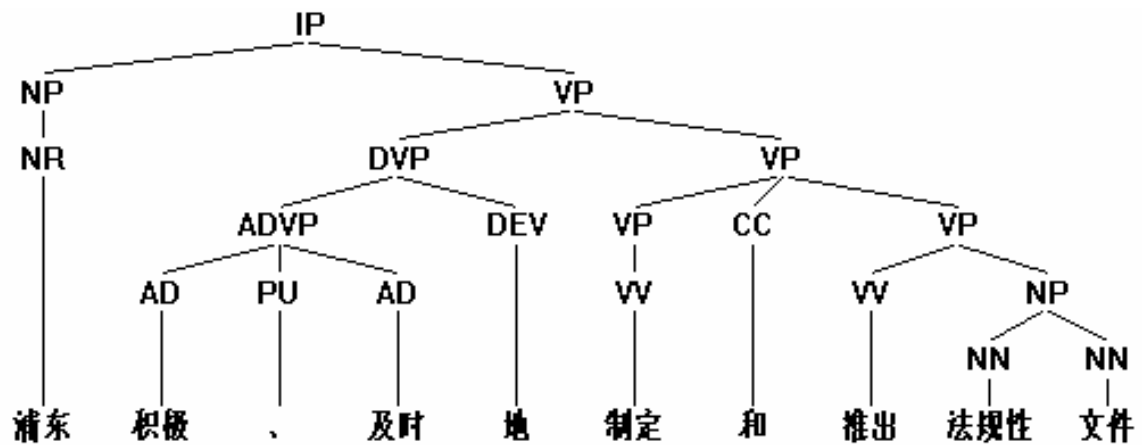 IP
NP VP
NR DVP VP
ADVP DEV VP CC VP
AD PU AD VV VV NP
NN NN
浦东 积极 、 及时 地 制定 和 推出 法规性 文件